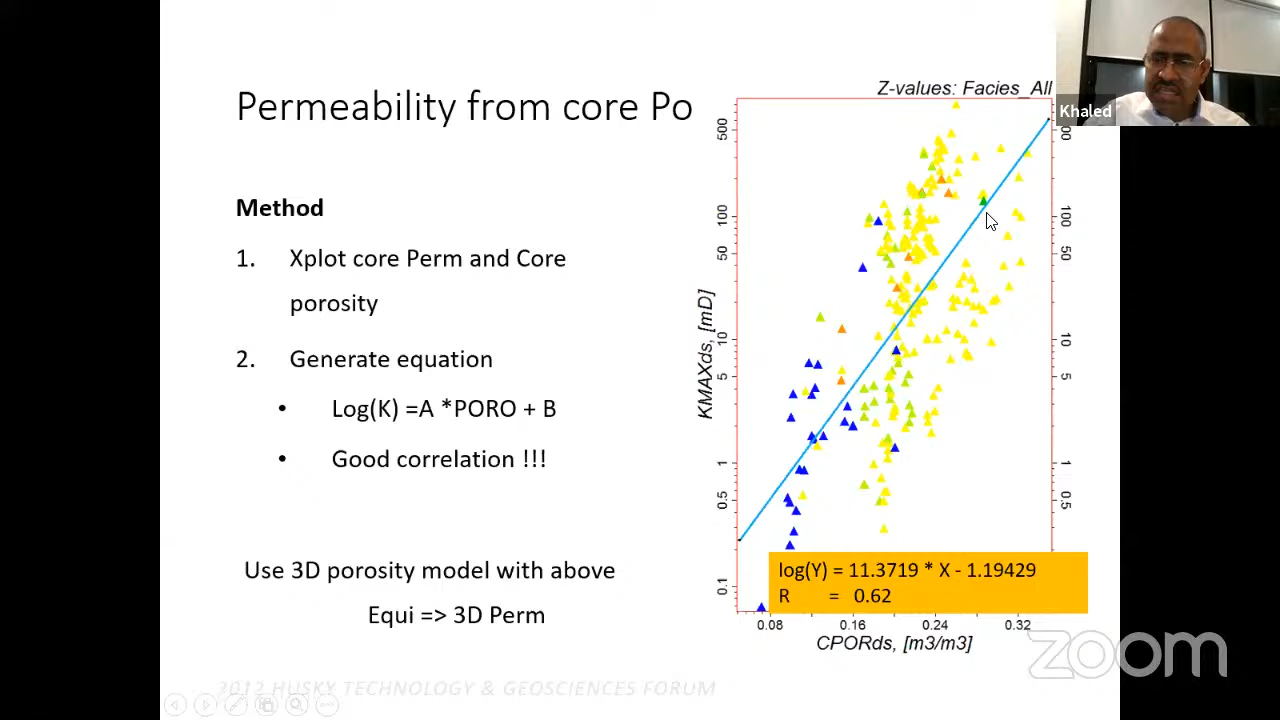 Z-values: Facies_All
Khaled
Permeability from core Po
Method
1. Xplot core Perm and Core
porosity
2. Generate equation
• Log(K) =A *PORO + B
• Good correlation !!!
Use 3D porosity model with above
Equi => 3D Perm
KMAXds, [mD]
500
100
50
10
5
1
0.5
0.1
00
100
50
10
5
1
0.5
log(Y) = 11.3719 * X - 1.19429
R = 0.62
0.08 0.16 0.24 0.32
CPORds, [m3/m3]
zoom
2012 HUSKY TECHNOLOGY & GEOSCIENCES FORUM